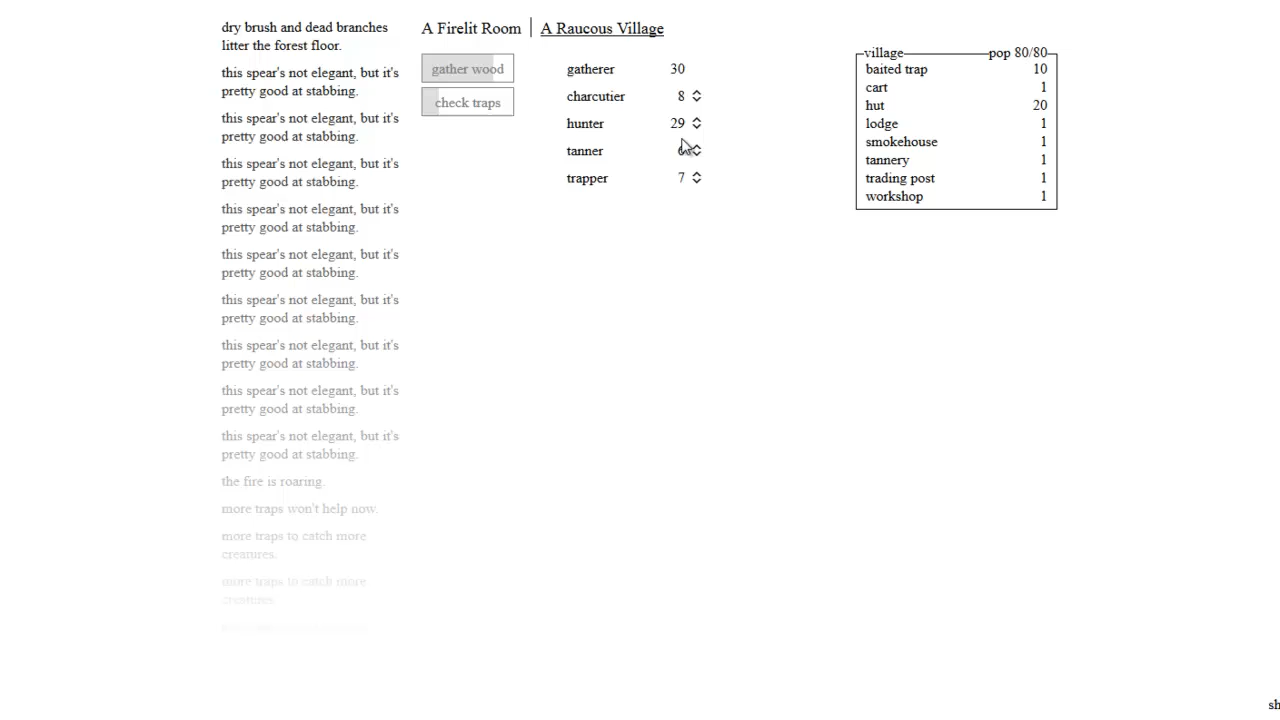 dry brush and dead branches
litter the forest floor.
this spear's not elegant, but it's
pretty good at stabbing.
this spear's not elegant, but it's
pretty good at stabbing.
this spear's not elegant, but it's
pretty good at stabbing.
this spear's not elegant, but it's
pretty good at stabbing.
this spear's not elegant, but it's
pretty good at stabbing.
this spear's not elegant, but it's
pretty good at stabbing.
this spear's not elegant, but it's
pretty good at stabbing.
this spear's not elegant, but it's
pretty good at stabbing.
this spear's not elegant, but it's
pretty good at stabbing.
the fire is roaring.
more traps won't help now.
more traps to catch more
creatures.
more traps to catch more
creatures.
A Firelit Room | A Raucous Village
gather wood
check traps
gatherer 30
charcutier 8
hunter 29
tanner
trapper 7
village pop 80/80
baited trap 10
cart 1
hut 20
lodge 1
smokehouse 1
tannery 1
trading post 1
workshop 1